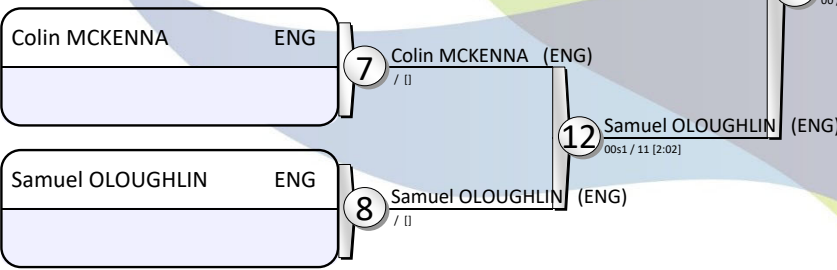 00
Colin MCKENNA ENG
7
Colin MCKENNA (ENG)
/ []
12
Samuel OLOUGHLIN (ENG)
00s1 / 11 [2:02]
Samuel OLOUGHLIN ENG
8
Samuel OLOUGHLIN (ENG)
/ []